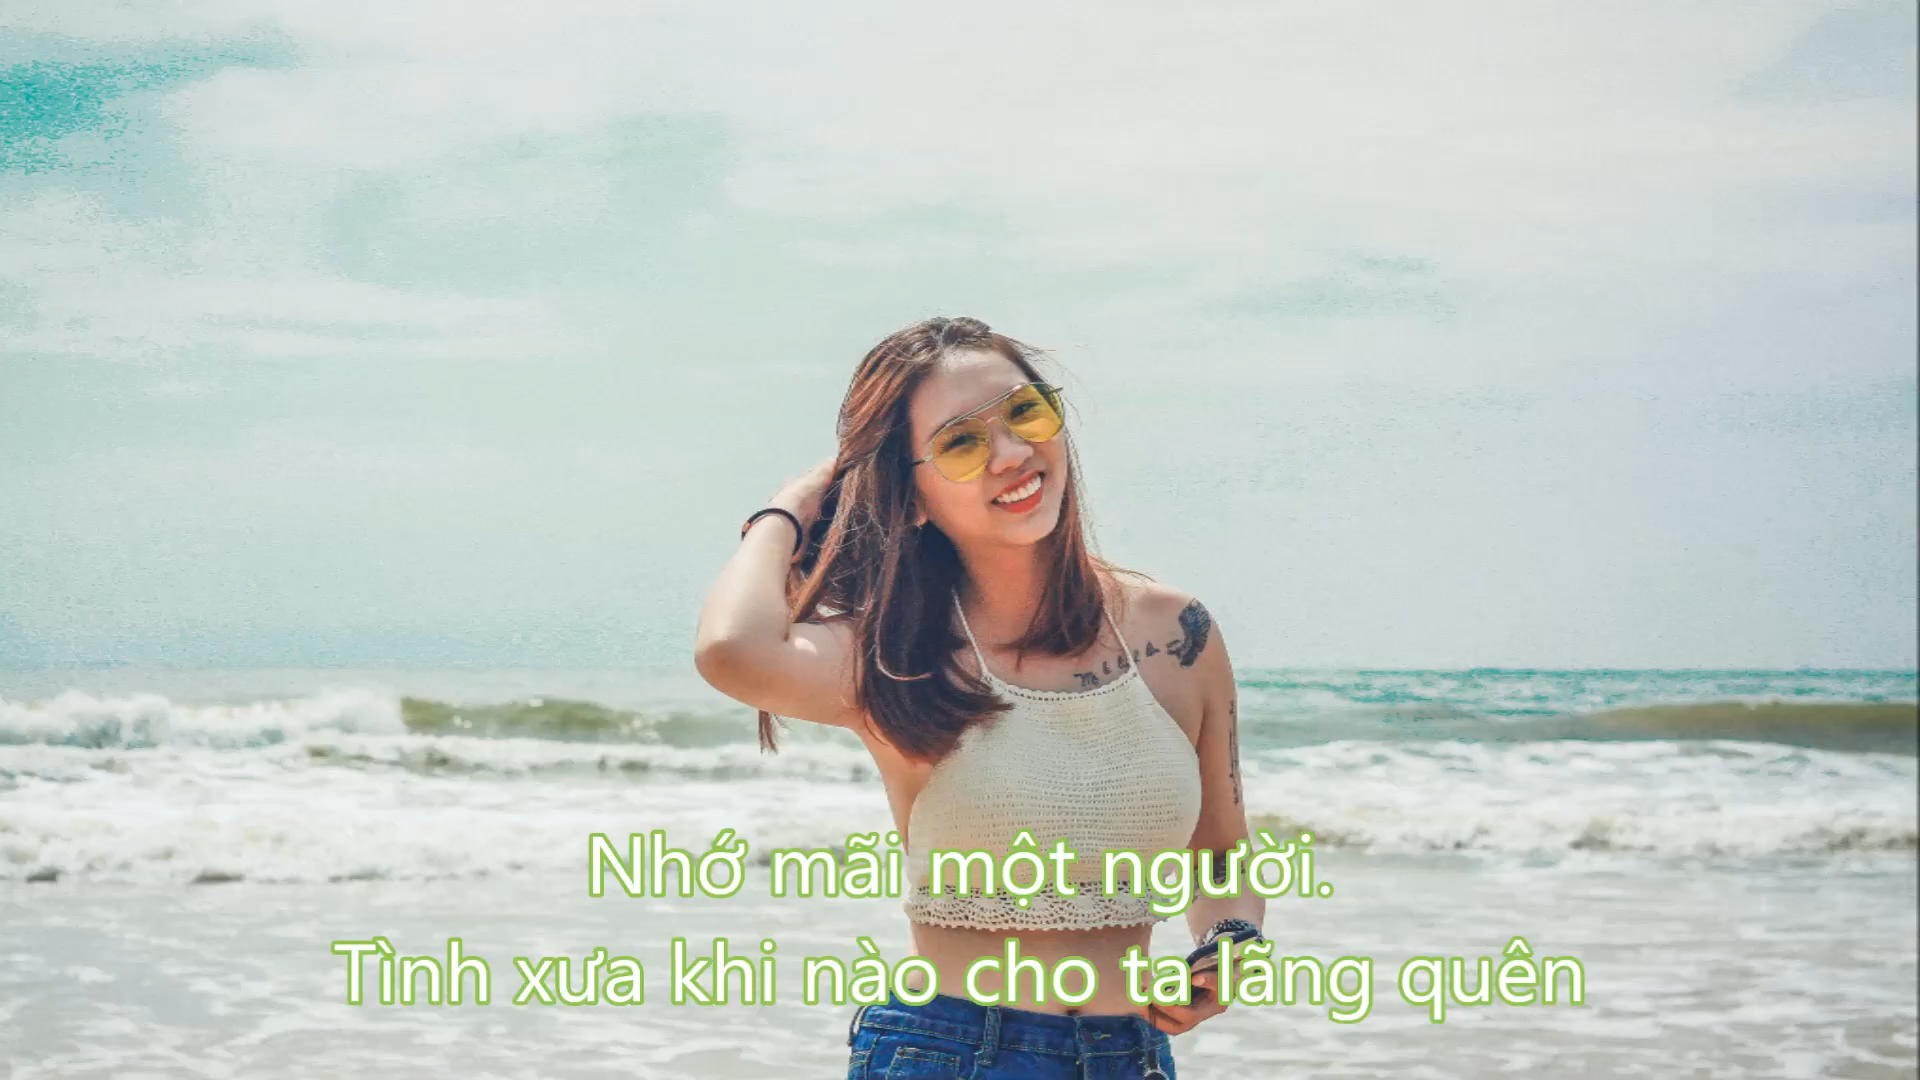 Nhớ mãi một người.
Tình xưa khi nào cho ta lãng quên